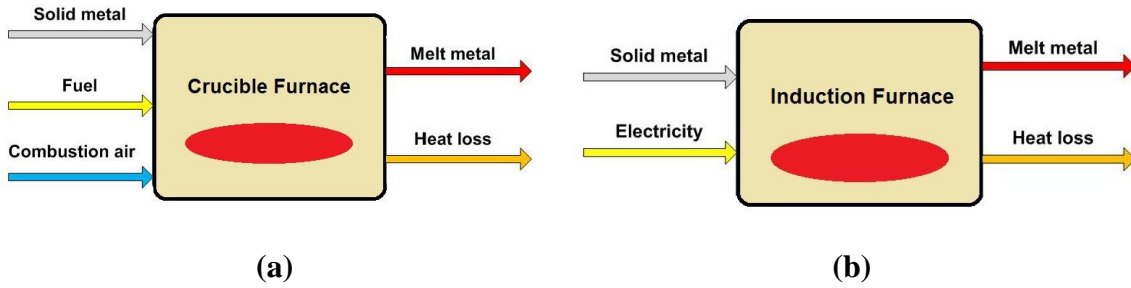 Solid metal
Fuel
Combustion air
Crucible Furnace
Melt metal
Heat loss
(a)
Solid metal
Electricity
Induction Furnace
Melt metal
Heat loss
(b)